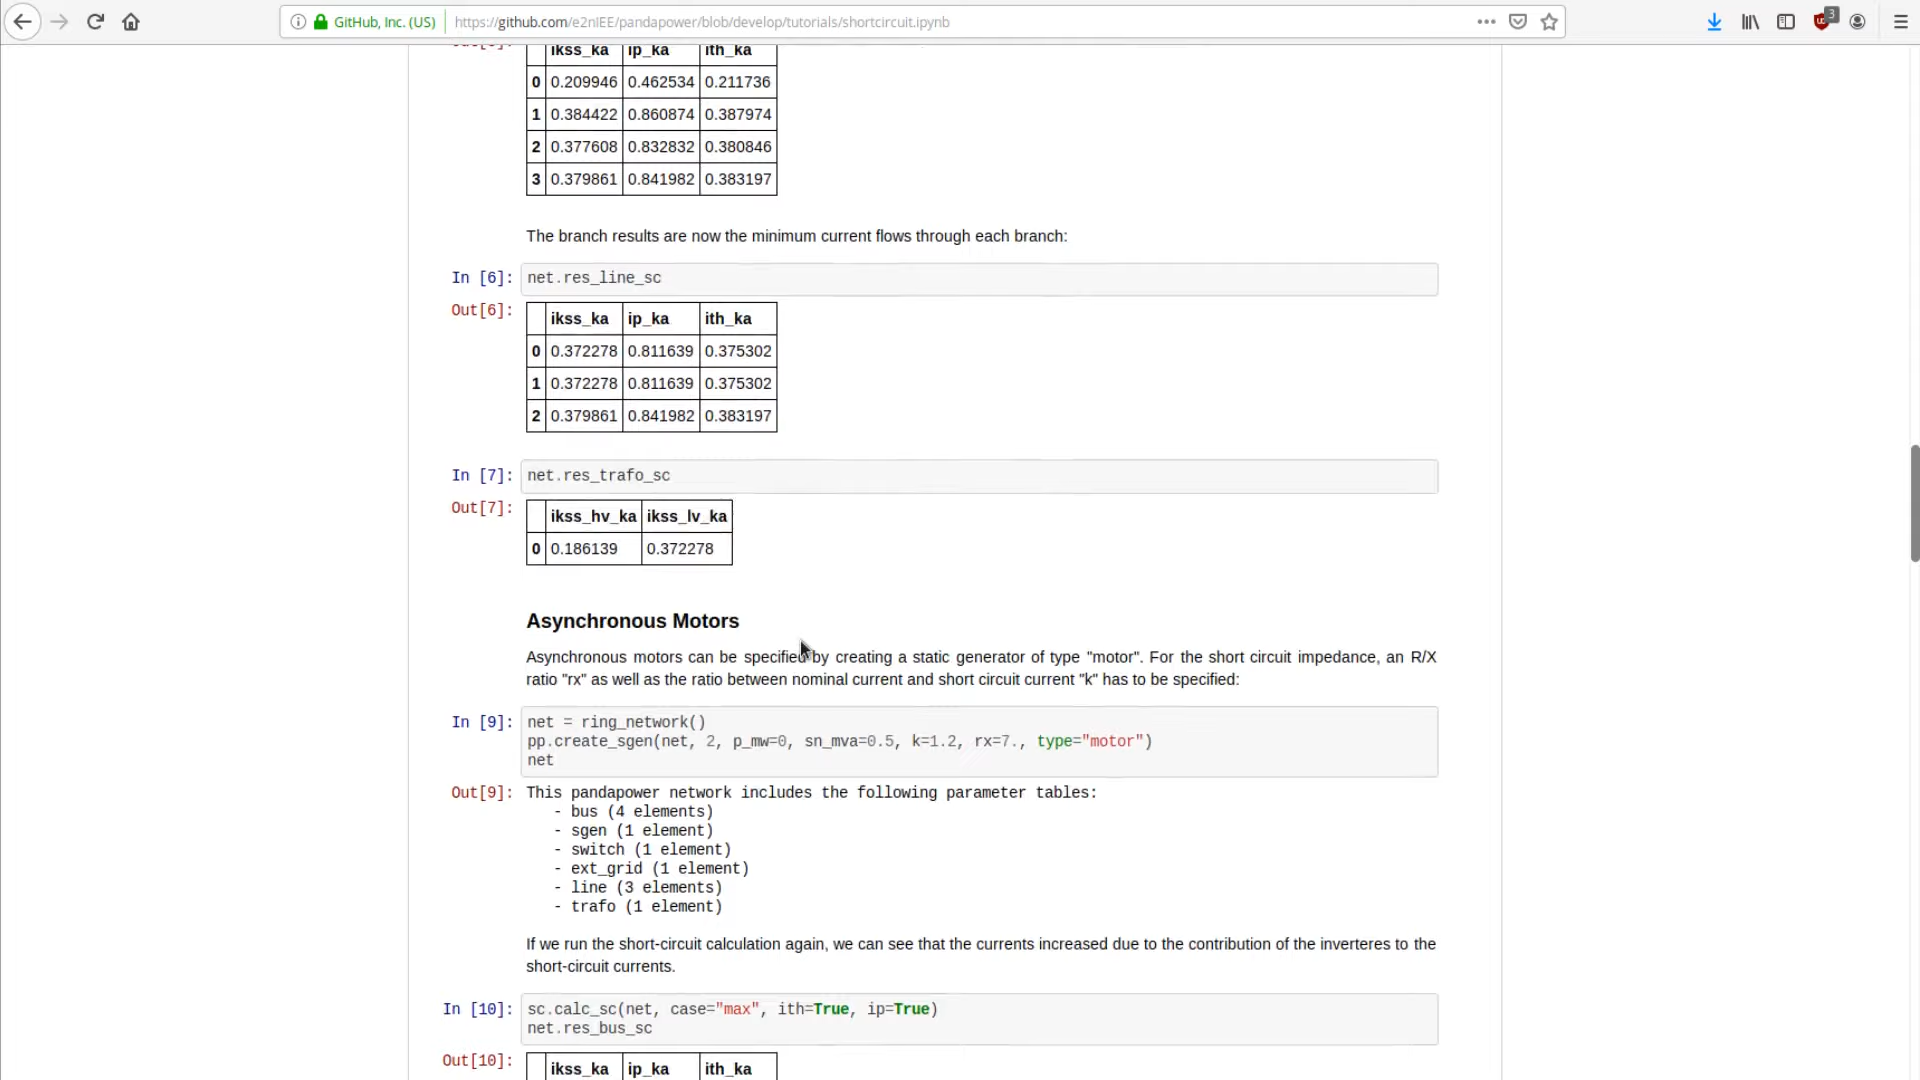 GitHub, Inc. (US) https://github.com/e2nIEE/pandapower/blob/develop/tutorials/shortcircuit.ipynb 3
ikss_ka ip_ka ith_ka
0 0.209946 0.462534 0.211736
1 0.384422 0.860874 0.387974
2 0.377608 0.832832 0.380846
3 0.379861 0.841982 0.383197
The branch results are now the minimum current flows through each branch:
In [6]: net.res_line_sc
Out[6]:
ikss_ka ip_ka ith_ka
0 0.372278 0.811639 0.375302
1 0.372278 0.811639 0.375302
2 0.379861 0.841982 0.383197
In [7]: net.res_trafo_sc
Out[7]:
ikss_hv_ka ikss_lv_ka
0 0.186139 0.372278
Asynchronous Motors
Asynchronous motors can be specified by creating a static generator of type "motor". For the short circuit impedance, an R/X
ratio "rx" as well as the ratio between nominal current and short circuit current "k" has to be specified:
In [9]: net = ring_network()
pp.create_sgen(net, 2, p_mw=0, sn_mva=0.5, k=1.2, rx=7., type="motor")
net
Out[9]: This pandapower network includes the following parameter tables:
- bus (4 elements)
- sgen (1 element)
- switch (1 element)
- ext_grid (1 element)
- line (3 elements)
- trafo (1 element)
If we run the short-circuit calculation again, we can see that the currents increased due to the contribution of the inverteres to the
short-circuit currents.
In [10]: sc.calc_sc(net, case="max", ith=True, ip=True)
net.res_bus_sc
Out[10]:
ikss_ka ip_ka ith_ka